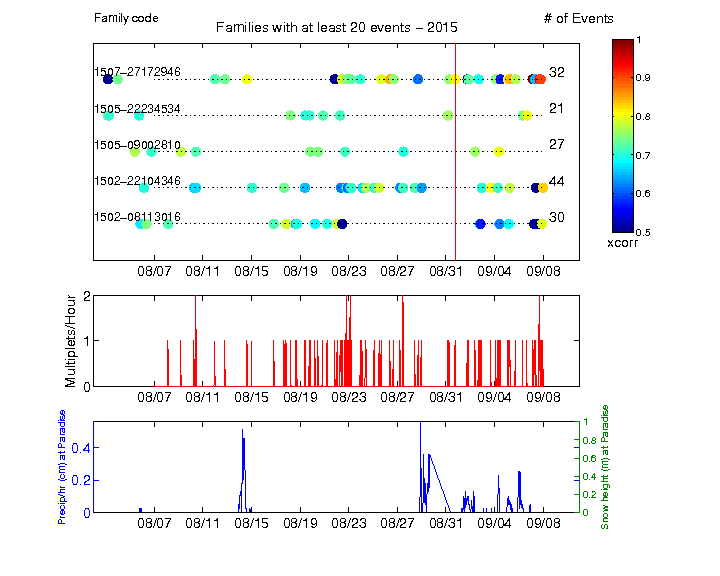 Family code
Families with at least 20 events – 2015
# of Events
1507–27172946 32
1505–22234534 21
1505–09002810 27
1502–22104346 44
1502–08113016 30
08/07 08/11 08/15 08/19 08/23 08/27 08/31 09/04 09/08
1
0.9
0.8
0.7
0.6
0.5
xcorr
Multiplets/Hour
2
1
0
08/07 08/11 08/15 08/19 08/23 08/27 08/31 09/04 09/08
Precip/hr (cm) at Paradise
0.4
0.2
0
1
0.8
0.6
0.4
0.2
0
Snow height (m) at Paradise
08/07 08/11 08/15 08/19 08/23 08/27 08/31 09/04 09/08